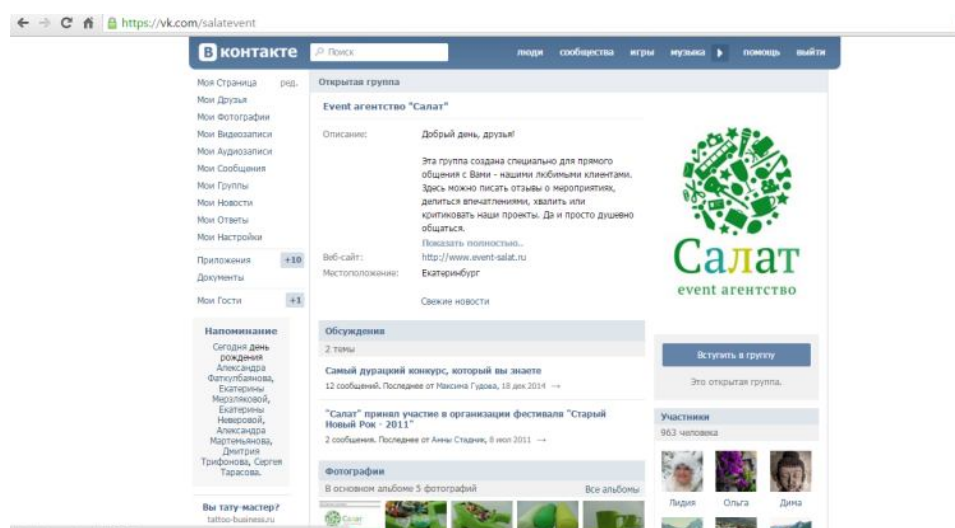 https://vk.com/salatevent
В контакте
Поиск
люди сообщества игры музыка помощь выйти
Моя Страница ред.
Мои Друзья
Мои Фотографии
Мои Видеозаписи
Мои Аудиозаписи
Мои Сообщения
Мои Группы
Мои Новости
Мои Ответы
Мои Настройки
Приложения +10
Документы
Мои Гости +1
Напоминание
Сегодня день
рождения
Александра
Фаткулбаянова,
Екатерины
Мерзляковой,
Екатерины
Неверовой,
Александра
Мартемьянова,
Дмитрия
Трифонова, Сергея
Тарасова.
Вы тату-мастер?
tattoo-business.ru
Открытая группа
Event агентство "Салат"
Описание: Добрый день, друзья!
Эта группа создана специально для прямого
общения с Вами - нашими любимыми клиентами.
Здесь можно писать отзывы о мероприятиях,
делиться впечатлениями, хвалить или
критиковать наши проекты. Да и просто душевно
общаться.
Показать полностью..
Веб-сайт: http://www.event-salat.ru
Местоположение: Екатеринбург
Свежие новости
Обсуждения
2 темы
Самый дурацкий конкурс, который вы знаете
12 сообщений. Последнее от Максима Гудова, 18 дек 2014 →
"Салат" принял участие в организации фестиваля "Старый
Новый Рок - 2011"
2 сообщения. Последнее от Анны Стадник, 8 июл 2011 →
Фотографии
В основном альбоме 5 фотографий Все альбомы
Салат
Салат
event агентство
Вступить в группу
Это открытая группа.
Участники
963 человека
Лидия Ольга Дима